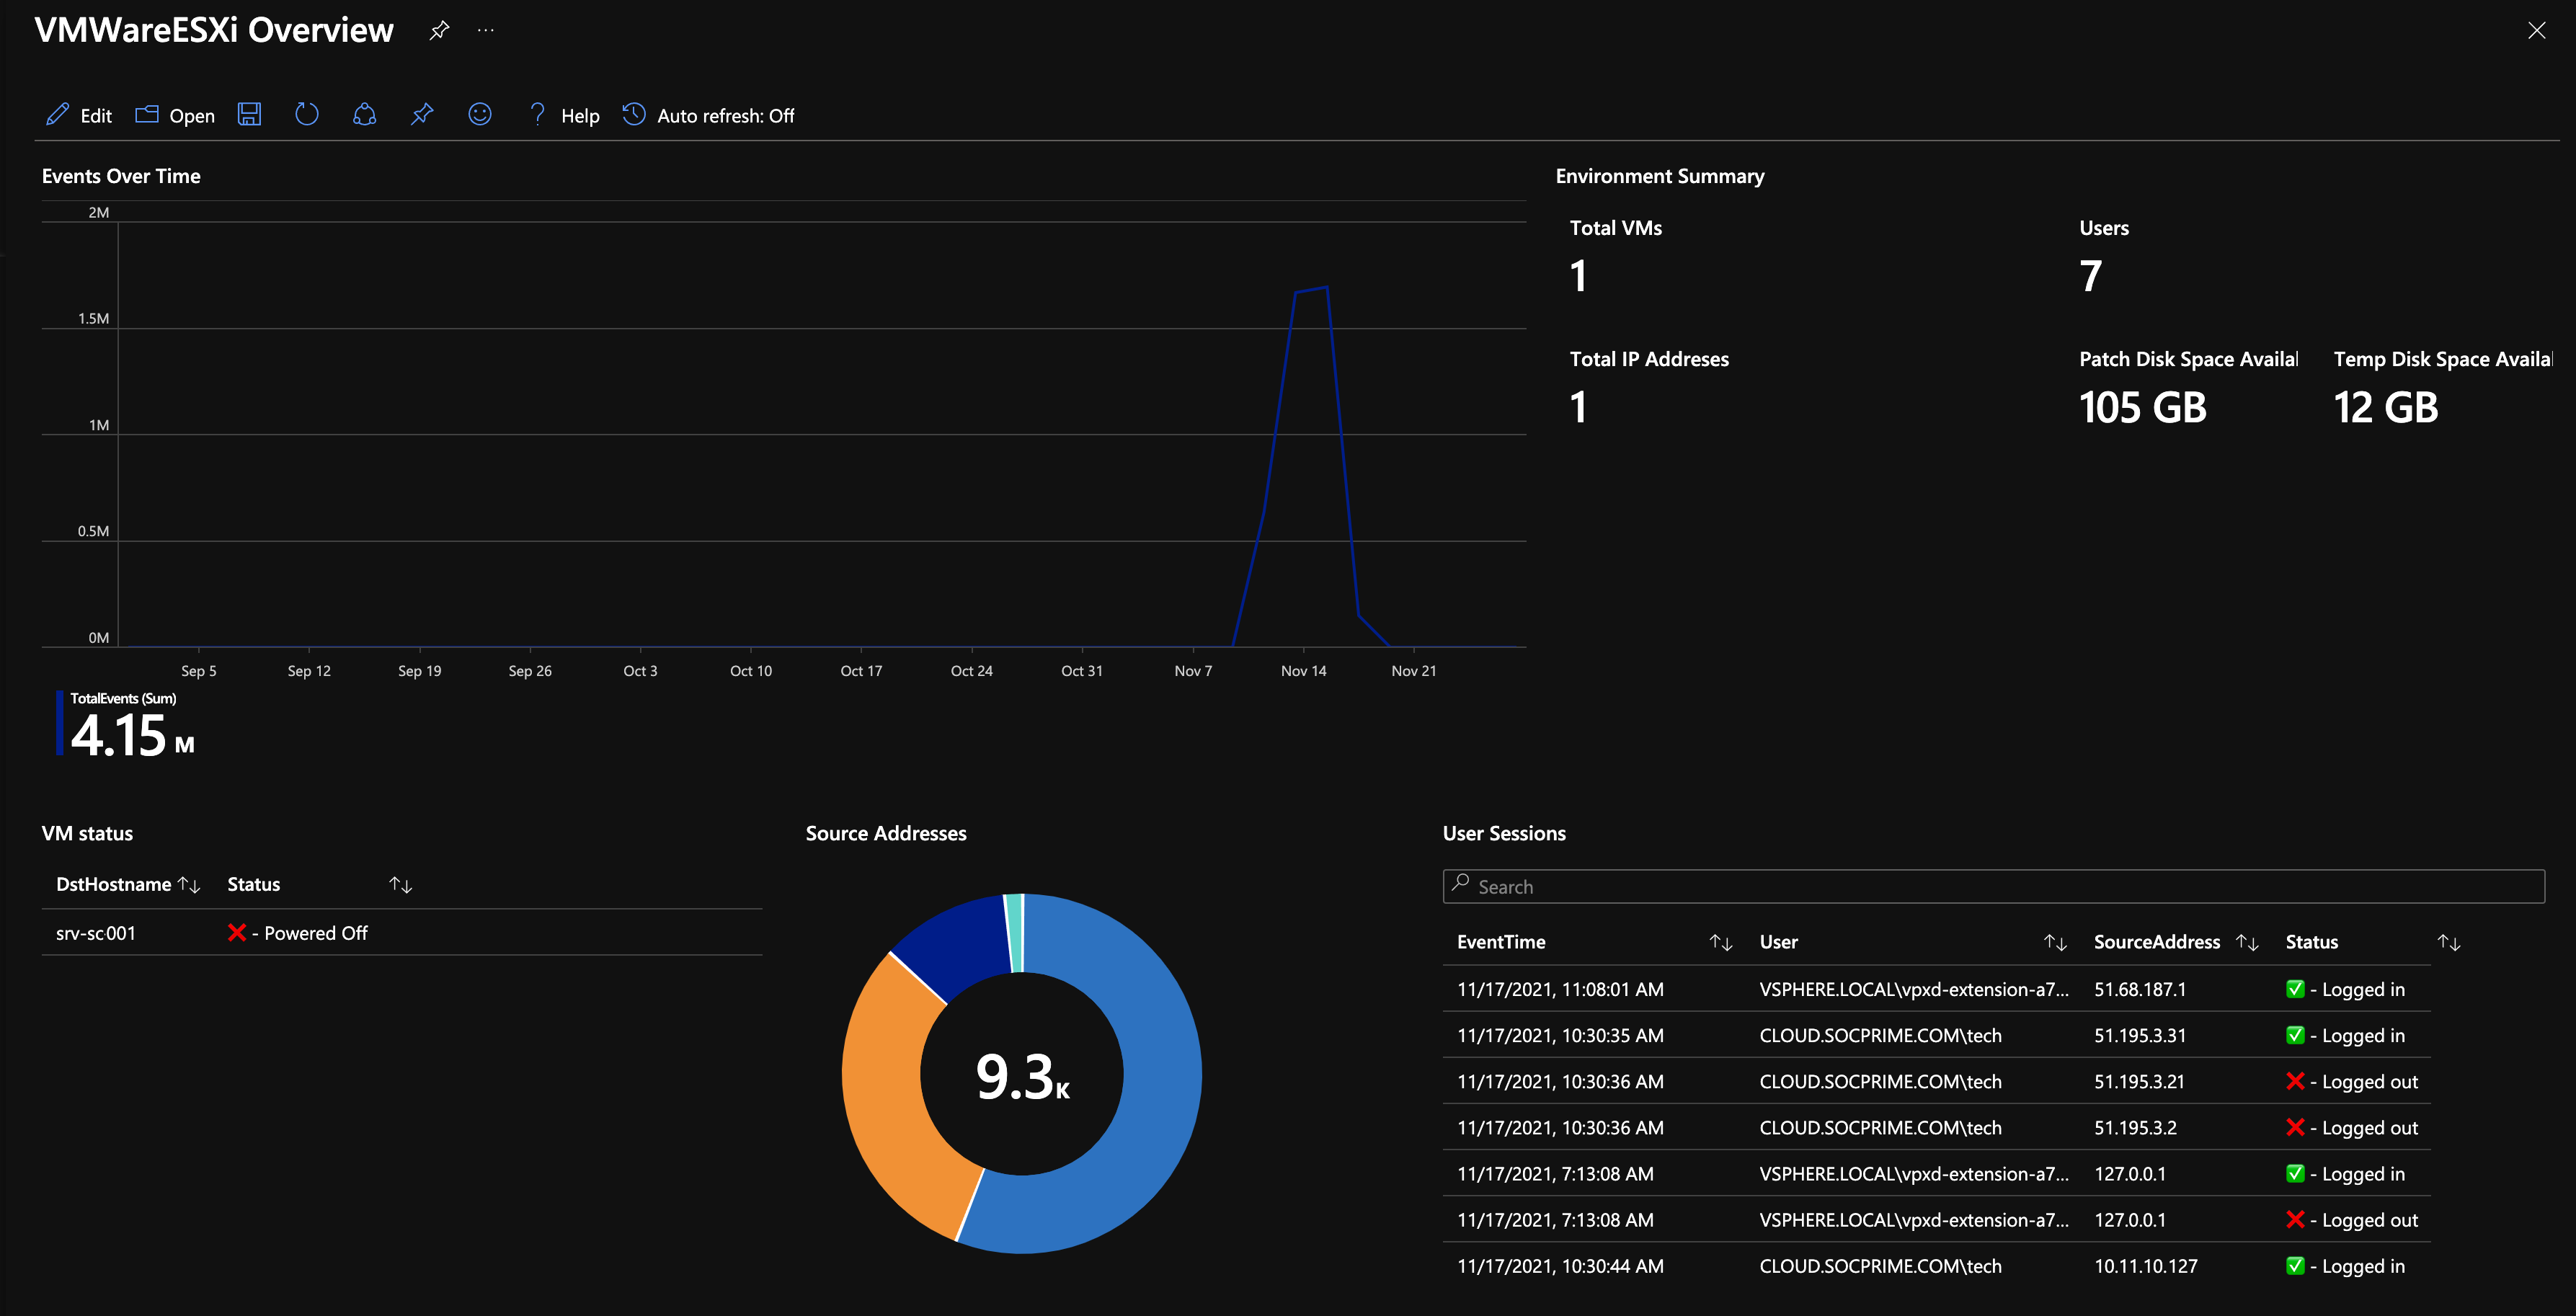 VMWareESXi Overview
Edit Open Help Auto refresh: Off
Events Over Time
2M
1.5M
1M
0.5M
0M
Sep 5 Sep 12 Sep 19 Sep 26 Oct 3 Oct 10 Oct 17 Oct 24 Oct 31 Nov 7 Nov 14 Nov 21
TotalEvents (Sum)
4.15 M
Environment Summary
Total VMs
1
Users
7
Total IP Addreses
1
Patch Disk Space Availal
105 GB
Temp Disk Space Availal
12 GB
VM status
DstHostname Status
srv-sc001 ❌ - Powered Off
Source Addresses
9.3K
User Sessions
Search
EventTime User SourceAddress Status
11/17/2021, 11:08:01 AM VSPHERE.LOCAL\vpxd-extension-a7... 51.68.187.1 ✅ - Logged in
11/17/2021, 10:30:35 AM CLOUD.SOCPRIME.COM\tech 51.195.3.31 ✅ - Logged in
11/17/2021, 10:30:36 AM CLOUD.SOCPRIME.COM\tech 51.195.3.21 ❌ - Logged out
11/17/2021, 10:30:36 AM CLOUD.SOCPRIME.COM\tech 51.195.3.2 ❌ - Logged out
11/17/2021, 7:13:08 AM VSPHERE.LOCAL\vpxd-extension-a7... 127.0.0.1 ✅ - Logged in
11/17/2021, 7:13:08 AM VSPHERE.LOCAL\vpxd-extension-a7... 127.0.0.1 ❌ - Logged out
11/17/2021, 10:30:44 AM CLOUD.SOCPRIME.COM\tech 10.11.10.127 ✅ - Logged in